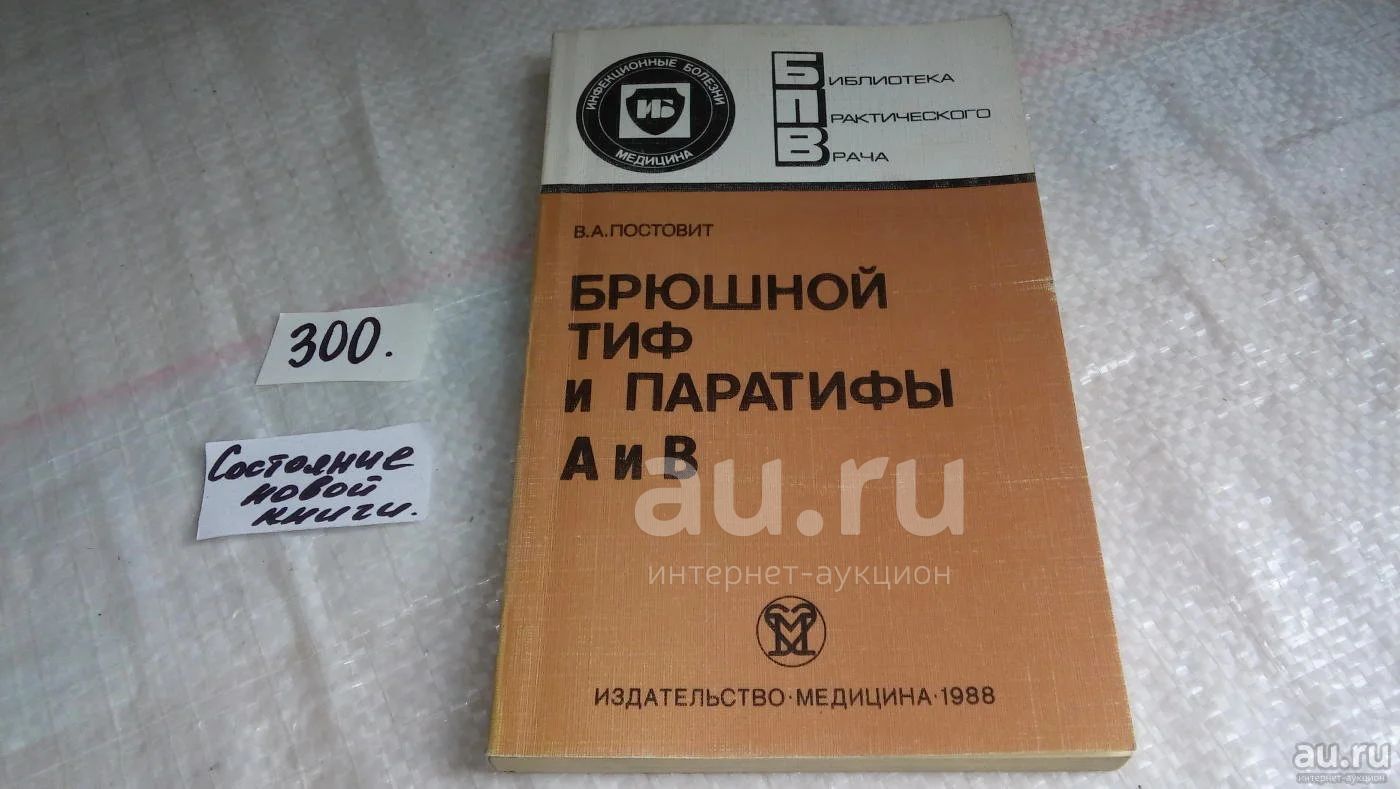 ИНФЕКЦИОННЫЕ БОЛЕЗНИ
ИБ
МЕДИЦИНА
БИБЛИОТЕКА
ПРАКТИЧЕСКОГО
ВРАЧА
В.А.ПОСТОВИТ
БРЮШНОЙ
ТИФ
и ПАРАТИФЫ
А и В
300.
Состояние
новой
книги.
au.ru
интернет-аукцион
ИЗДАТЕЛЬСТВО·МЕДИЦИНА·1988
au.ru
интернет-аукцион